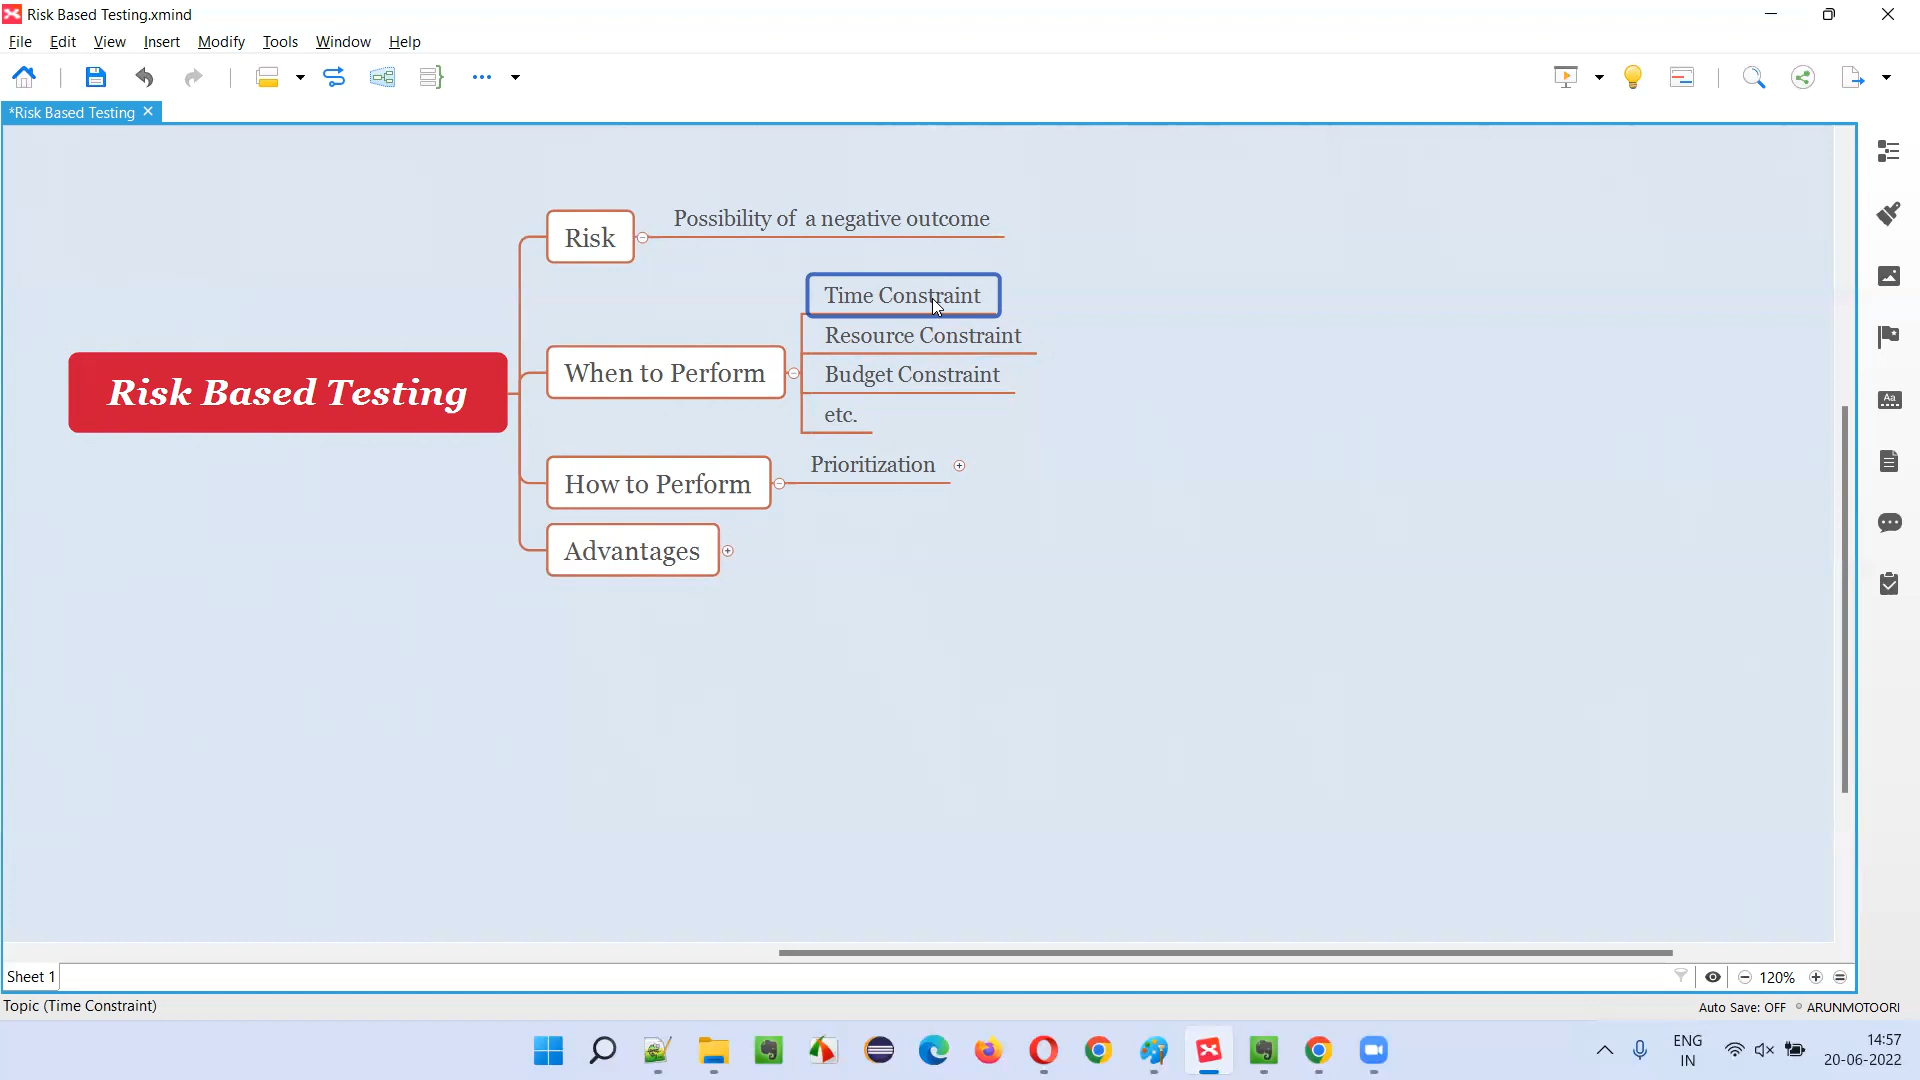 Risk Based Testing.xmind
File Edit View Insert Modify Tools Window Help
*Risk Based Testing
Risk
Possibility of a negative outcome
Time Constraint
Resource Constraint
When to Perform
Budget Constraint
Risk Based Testing
etc.
Prioritization
How to Perform
Advantages
Sheet 1
120%
Topic (Time Constraint)
Auto Save: OFF ARUNMOTOORI
ENG
IN
14:57
20-06-2022
Aa